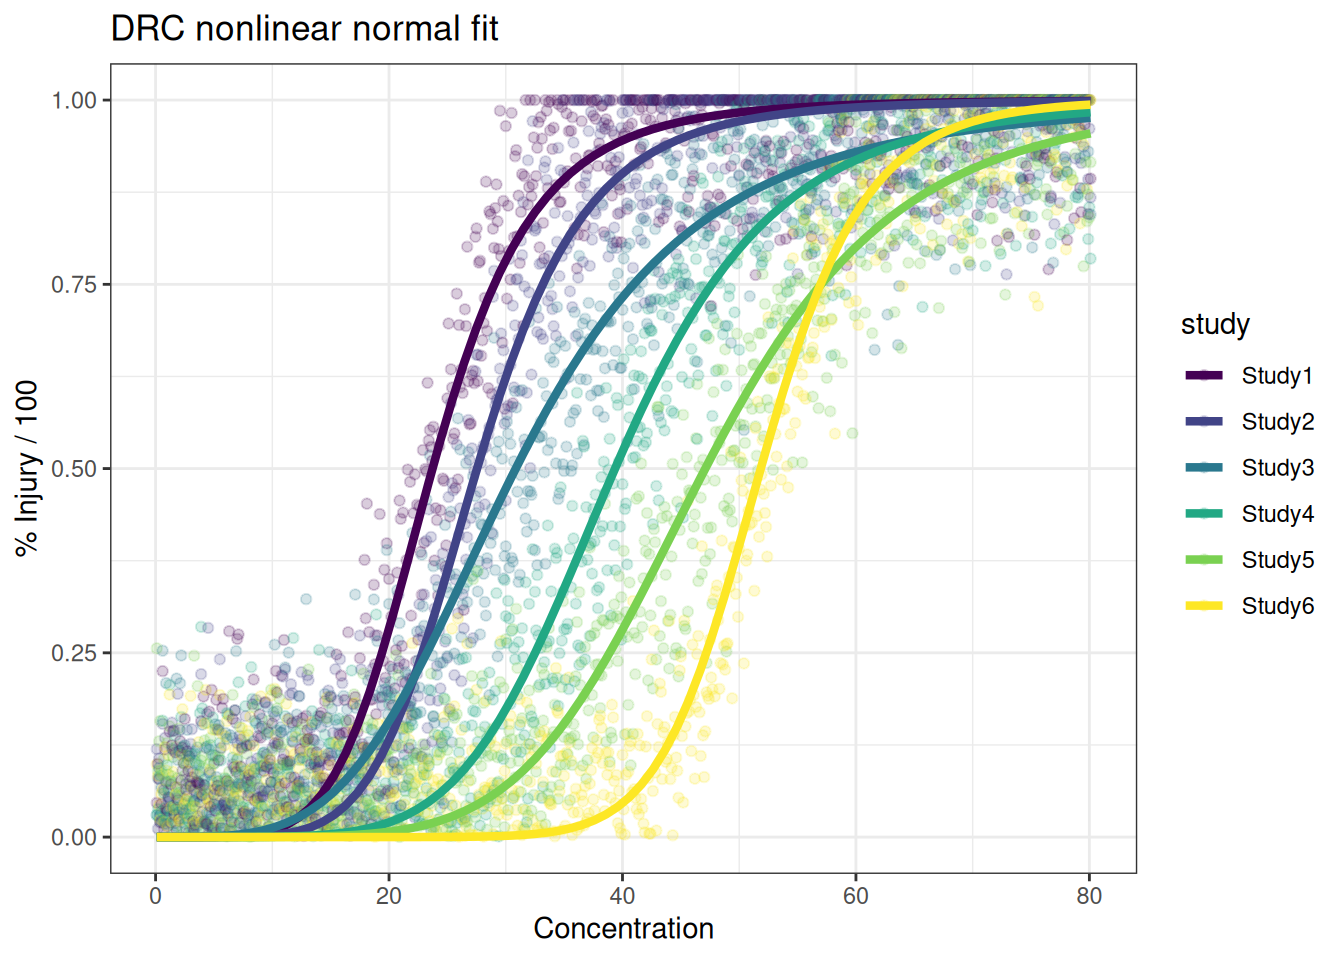 DRC nonlinear normal fit
1.00
0.75
0.50
0.25
0.00
% Injury / 100
0 20 40 60 80
Concentration
study
Study1
Study2
Study3
Study4
Study5
Study6